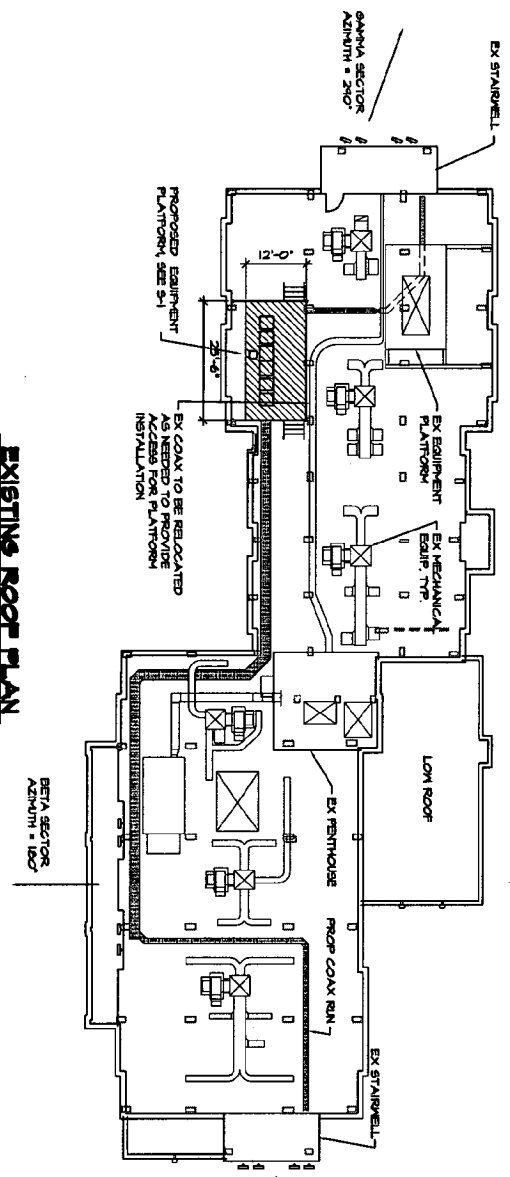 EX STAIRWELL
GAMMA SECTOR
AZIMUTH = 290°
12'-0"
25'-6"
PROPOSED EQUIPMENT
PLATFORM, SEE S-1
EX EQUIPMENT
PLATFORM
EX MECHANICAL
EQUIP, TYP.
EX COAX TO BE RELOCATED
AS NEEDED TO PROVIDE
ACCESS FOR PLATFORM
INSTALLATION
LOW ROOF
EX PENTHOUSE
PROP COAX RUN
EX STAIRWELL
BETA SECTOR
AZIMUTH = 180°
EXISTING ROOF PLAN